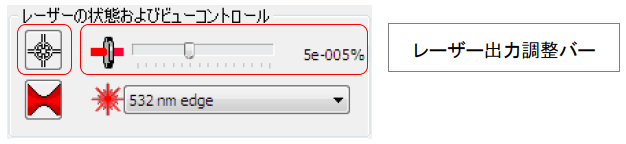 レーザーの状態およびビューコントロール
5e-005%
レーザー出力調整バー
532 nm edge